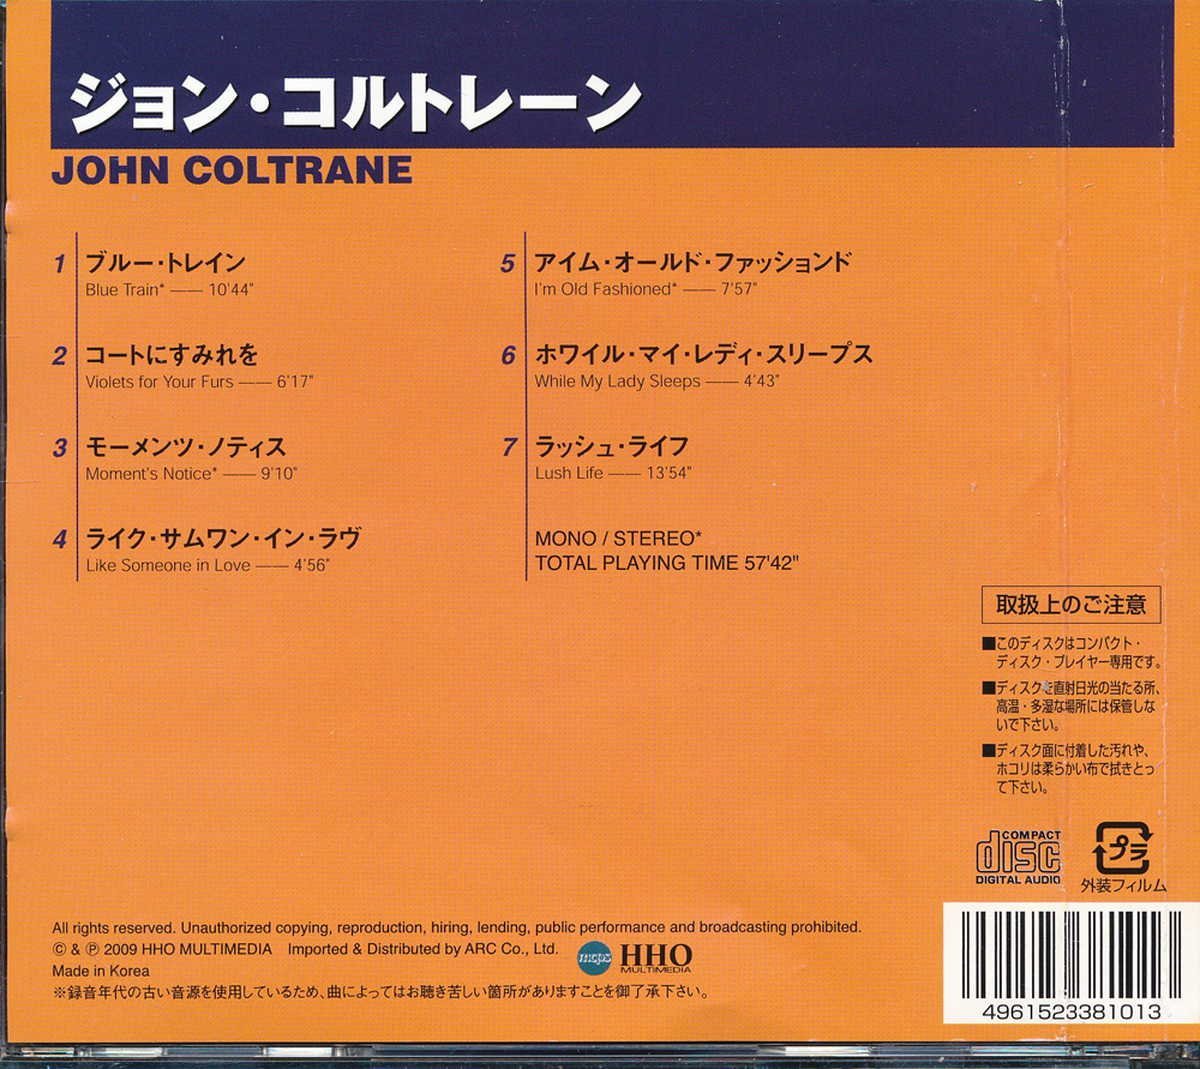 ジョン・コルトレーン
JOHN COLTRANE
1 ブルー・トレイン
Blue Train* —— 10'44"
2 コートにすみれを
Violets for Your Furs —— 6'17"
3 モーメンツ・ノティス
Moment's Notice* —— 9'10"
4 ライク・サムワン・イン・ラヴ
Like Someone in Love —— 4'56"
5 アイム・オールド・ファッションド
I'm Old Fashioned* —— 7'57"
6 ホワイル・マイ・レディ・スリープス
While My Lady Sleeps —— 4'43"
7 ラッシュ・ライフ
Lush Life —— 13'54"
MONO / STEREO*
TOTAL PLAYING TIME 57'42"
取扱上のご注意
■このディスクはコンパクト・
ディスク・プレイヤー専用です。
■ディスクを直射日光の当たる所、
高温・多湿な場所には保管しな
いで下さい。
■ディスク面に付着した汚れや、
ホコリは柔らかい布で拭きとっ
て下さい。
COMPACT
disc
DIGITAL AUDIO
プラ
外装フィルム
All rights reserved. Unauthorized copying, reproduction, hiring, lending, public performance and broadcasting prohibited.
© & ℗ 2009 HHO MULTIMEDIA Imported & Distributed by ARC Co., Ltd.
mcps
HHO
MULTIMEDIA
Made in Korea
※録音年代の古い音源を使用しているため、曲によってはお聴き苦しい箇所がありますことを御了承下さい。
4961523381013